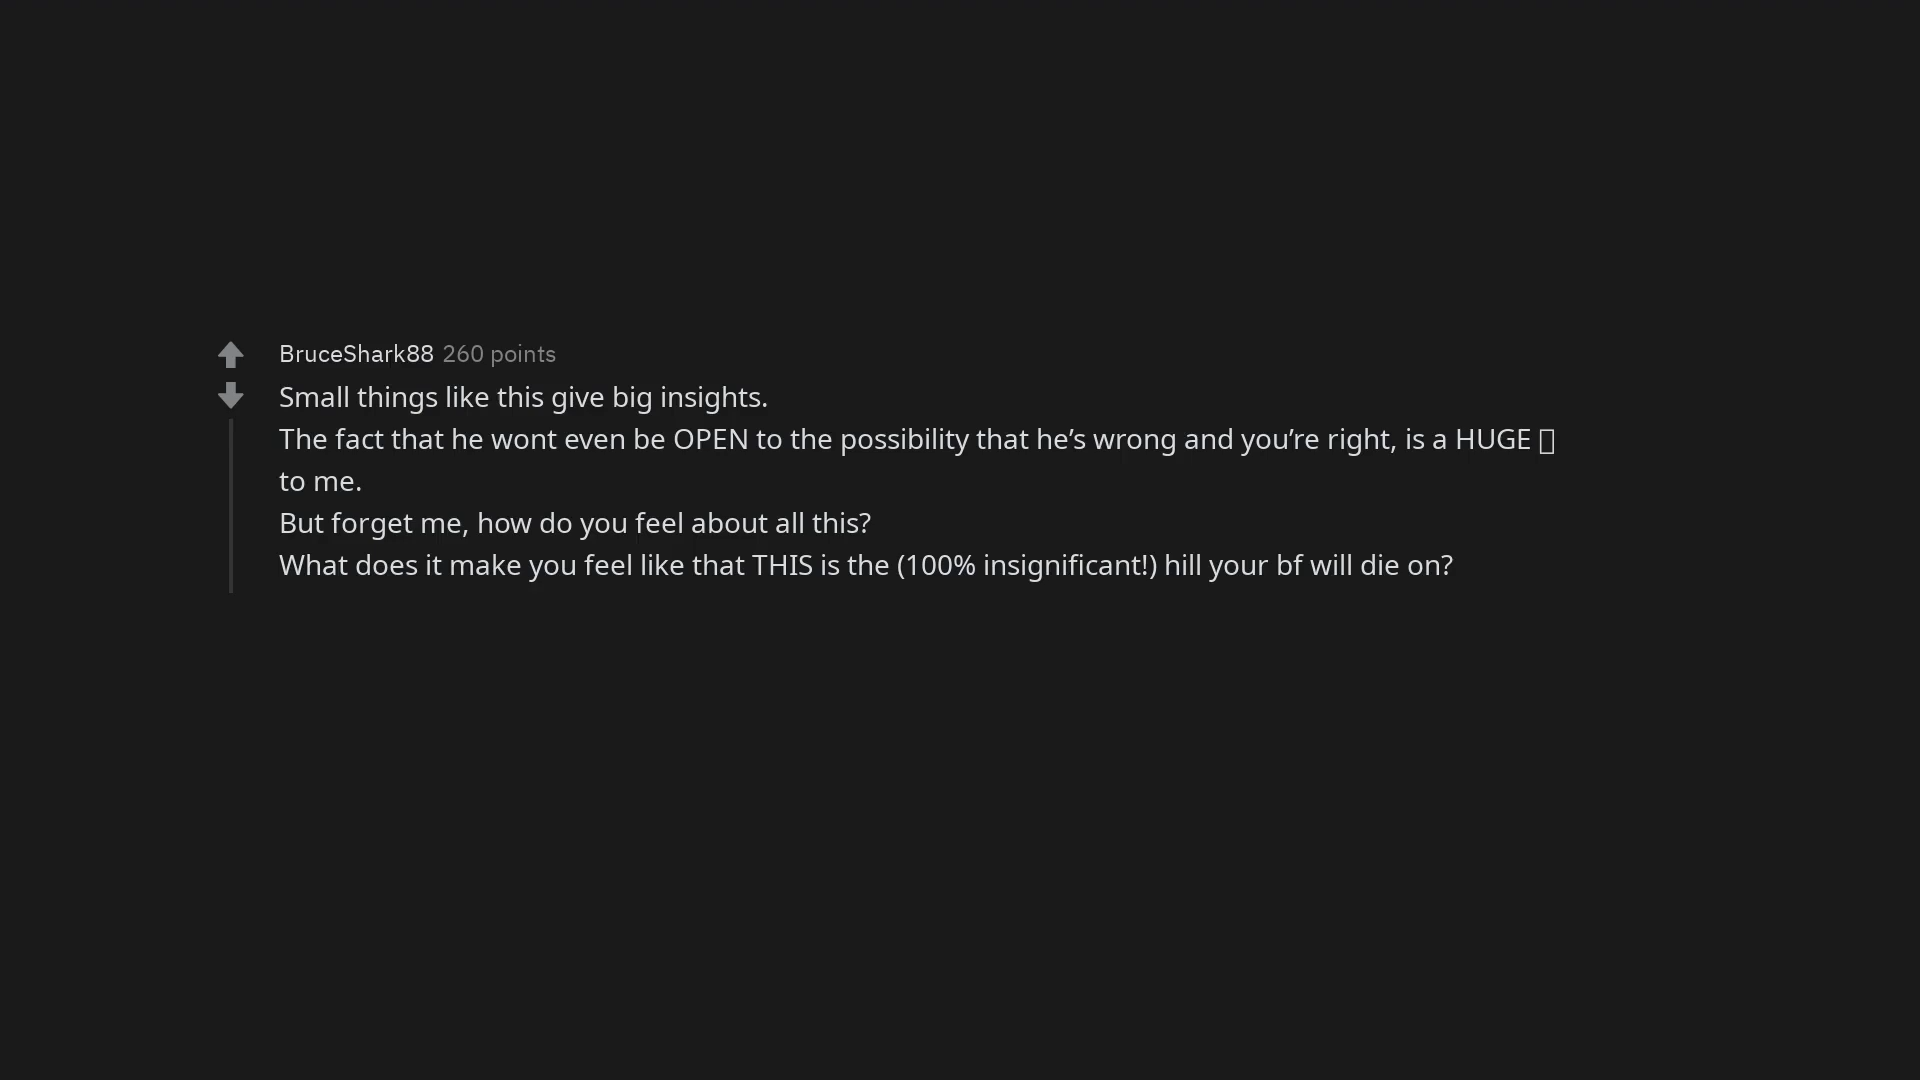 BruceShark88 260 points
Small things like this give big insights.
The fact that he wont even be OPEN to the possibility that he’s wrong and you’re right, is a HUGE
to me.
But forget me, how do you feel about all this?
What does it make you feel like that THIS is the (100% insignificant!) hill your bf will die on?